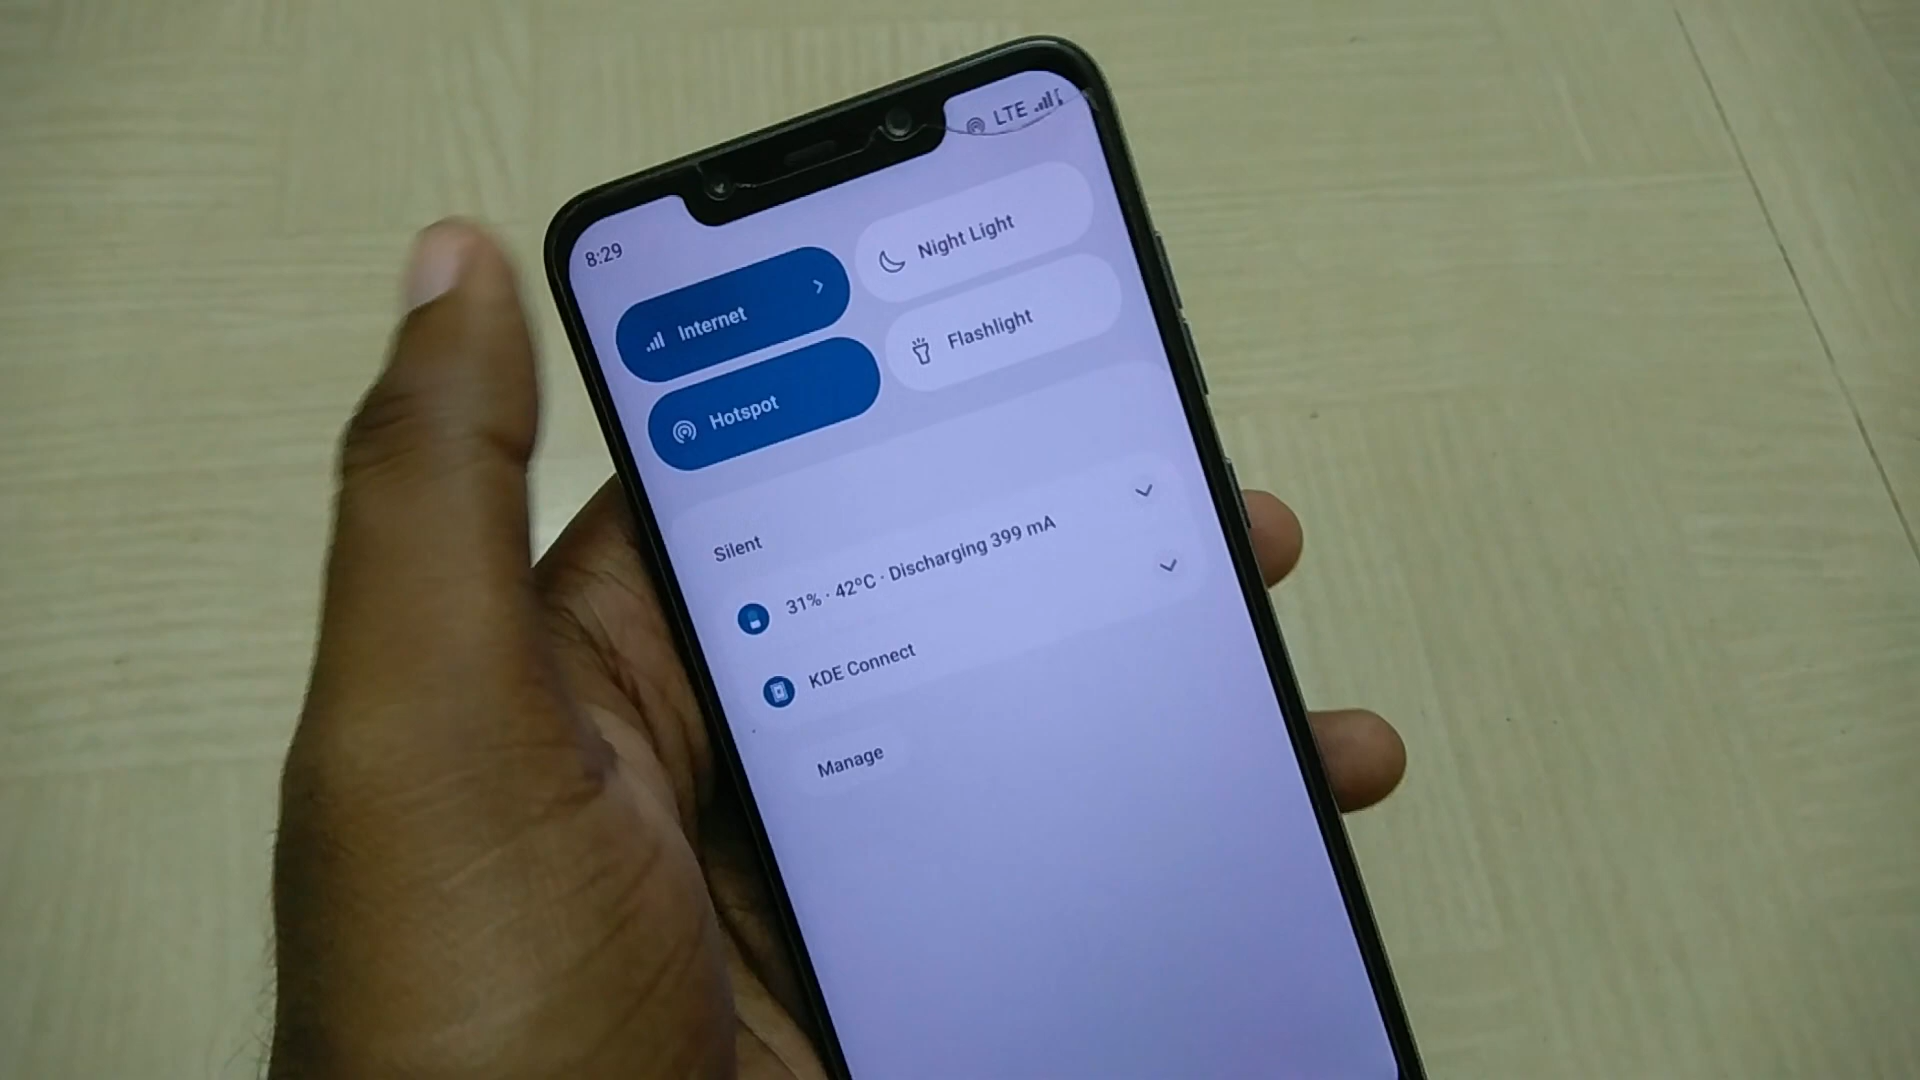 8:29
LTE
Internet
Night Light
Hotspot
Flashlight
Silent
31% · 42°C · Discharging 399 mA
KDE Connect
Manage